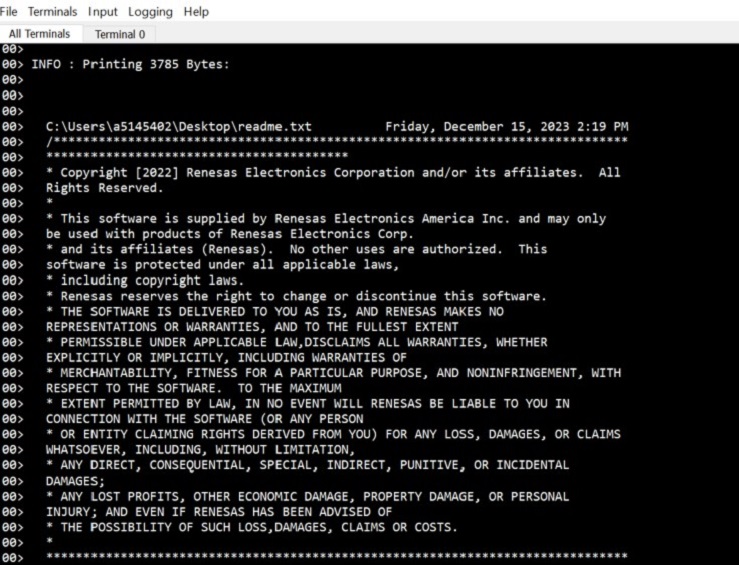 File  Terminals  Input  Logging  Help
All Terminals  Terminal 0
00>
00> INFO : Printing 3785 Bytes:
00>
00>
00>
00>   C:\Users\a5145402\Desktop\readme.txt          Friday, December 15, 2023 2:19 PM
00>   /******************************************************************************
00>   *****************************************
00>   * Copyright [2022] Renesas Electronics Corporation and/or its affiliates.  All
00>   Rights Reserved.
00>   *
00>   * This software is supplied by Renesas Electronics America Inc. and may only
00>   be used with products of Renesas Electronics Corp.
00>   * and its affiliates (Renesas).  No other uses are authorized.  This
00>   software is protected under all applicable laws,
00>   * including copyright laws.
00>   * Renesas reserves the right to change or discontinue this software.
00>   * THE SOFTWARE IS DELIVERED TO YOU AS IS, AND RENESAS MAKES NO
00>   REPRESENTATIONS OR WARRANTIES, AND TO THE FULLEST EXTENT
00>   * PERMISSIBLE UNDER APPLICABLE LAW,DISCLAIMS ALL WARRANTIES, WHETHER
00>   EXPLICITLY OR IMPLICITLY, INCLUDING WARRANTIES OF
00>   * MERCHANTABILITY, FITNESS FOR A PARTICULAR PURPOSE, AND NONINFRINGEMENT, WITH
00>   RESPECT TO THE SOFTWARE.  TO THE MAXIMUM
00>   * EXTENT PERMITTED BY LAW, IN NO EVENT WILL RENESAS BE LIABLE TO YOU IN
00>   CONNECTION WITH THE SOFTWARE (OR ANY PERSON
00>   * OR ENTITY CLAIMING RIGHTS DERIVED FROM YOU) FOR ANY LOSS, DAMAGES, OR CLAIMS
00>   WHATSOEVER, INCLUDING, WITHOUT LIMITATION,
00>   * ANY DIRECT, CONSEQUENTIAL, SPECIAL, INDIRECT, PUNITIVE, OR INCIDENTAL
00>   DAMAGES;
00>   * ANY LOST PROFITS, OTHER ECONOMIC DAMAGE, PROPERTY DAMAGE, OR PERSONAL
00>   INJURY; AND EVEN IF RENESAS HAS BEEN ADVISED OF
00>   * THE POSSIBILITY OF SUCH LOSS,DAMAGES, CLAIMS OR COSTS.
00>   *
00>   *******************************************************************************